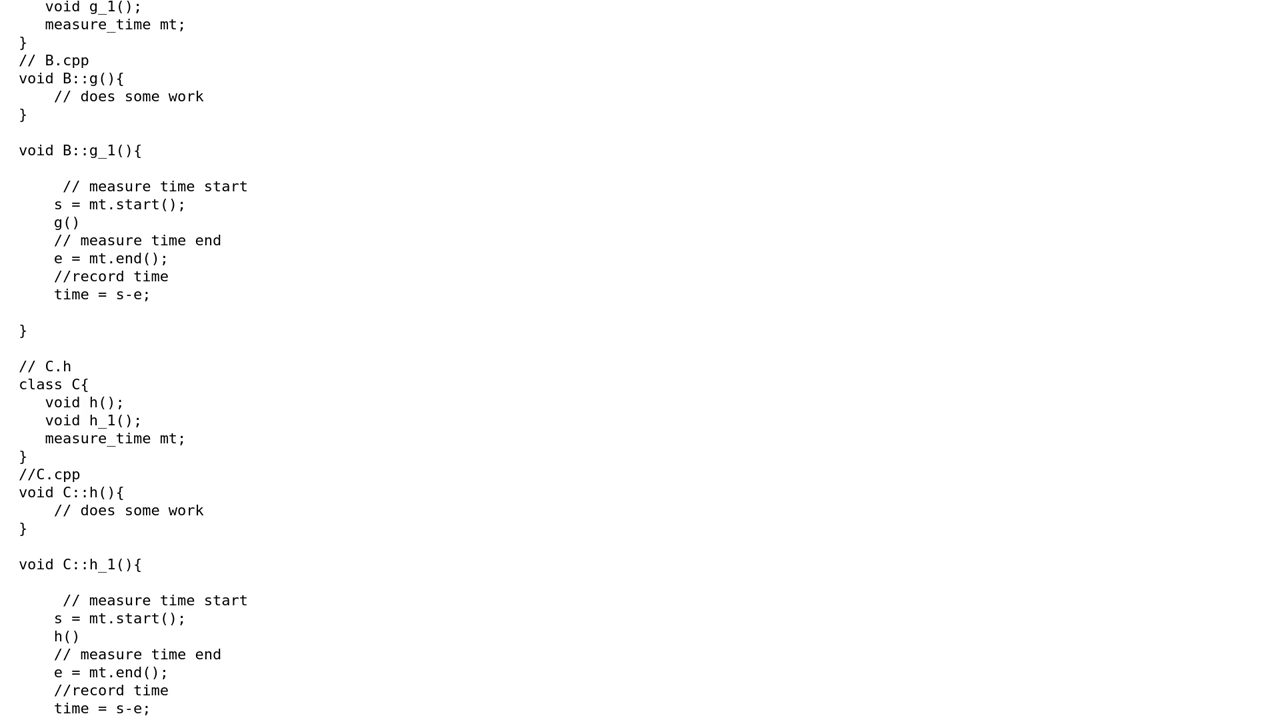 void g_1();
measure_time mt;
}
// B.cpp
void B::g(){
// does some work
}
void B::g_1(){
// measure time start
s = mt.start();
g()
// measure time end
e = mt.end();
//record time
time = s-e;
}
// C.h
class C{
void h();
void h_1();
measure_time mt;
}
//C.cpp
void C::h(){
// does some work
}
void C::h_1(){
// measure time start
s = mt.start();
h()
// measure time end
e = mt.end();
//record time
time = s-e;